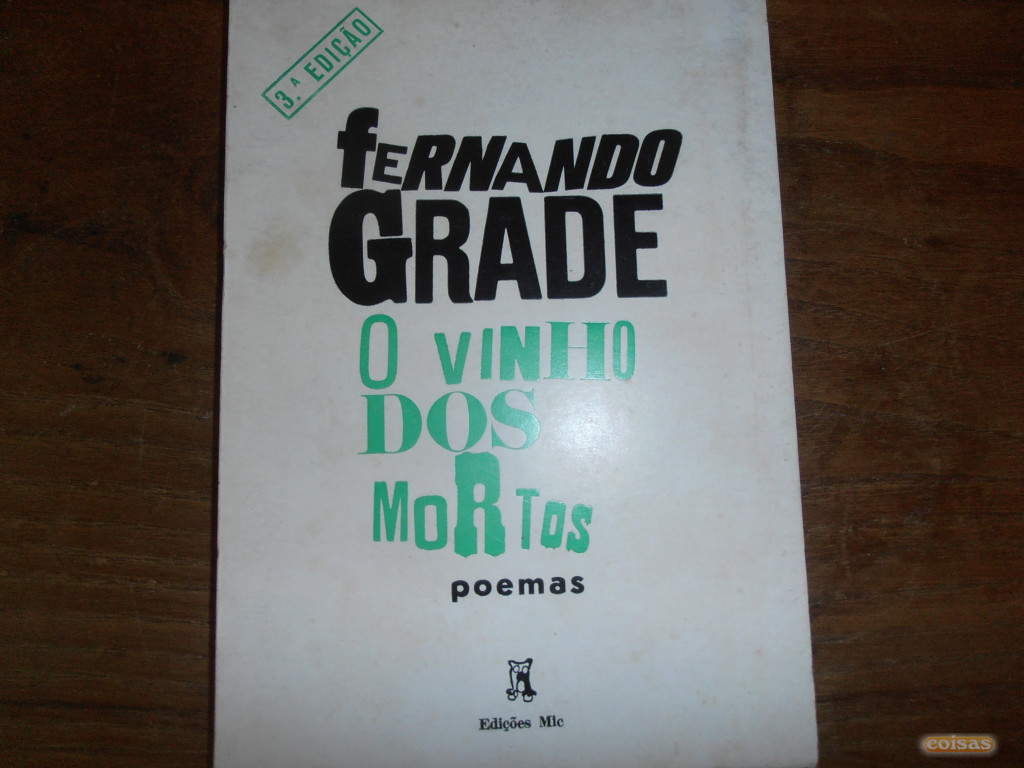 3.ª EDIÇÃO
fERNANDO
GRADE
O VINHO
DOS
MORTOS
poemas
Edições Mic
coisas